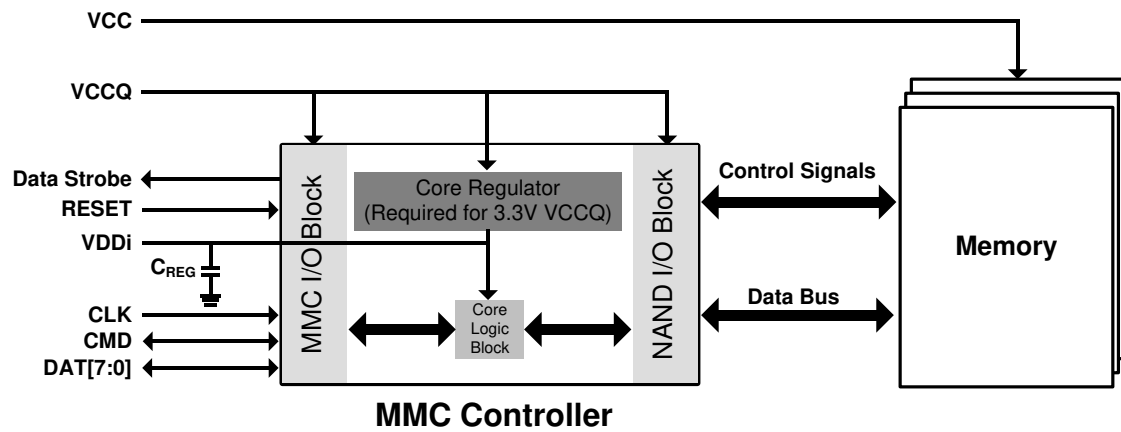 VCC
VCCQ
Data Strobe
RESET
VDDi
CREG
CLK
CMD
DAT[7:0]
MMC I/O Block
Core Regulator
(Required for 3.3V VCCQ)
Core
Logic
Block
NAND I/O Block
Control Signals
Data Bus
Memory
MMC Controller